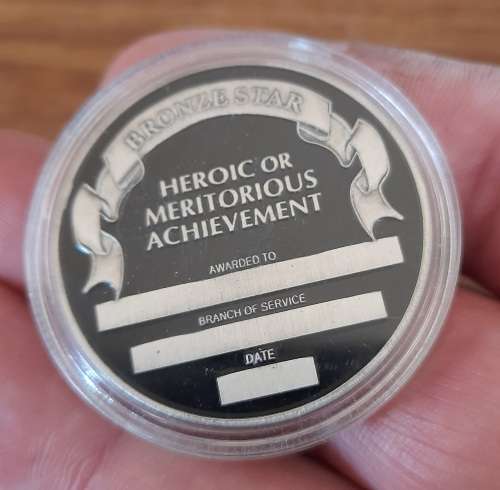 BRONZE STAR
HEROIC OR
MERITORIOUS
ACHIEVEMENT
AWARDED TO
BRANCH OF SERVICE
DATE